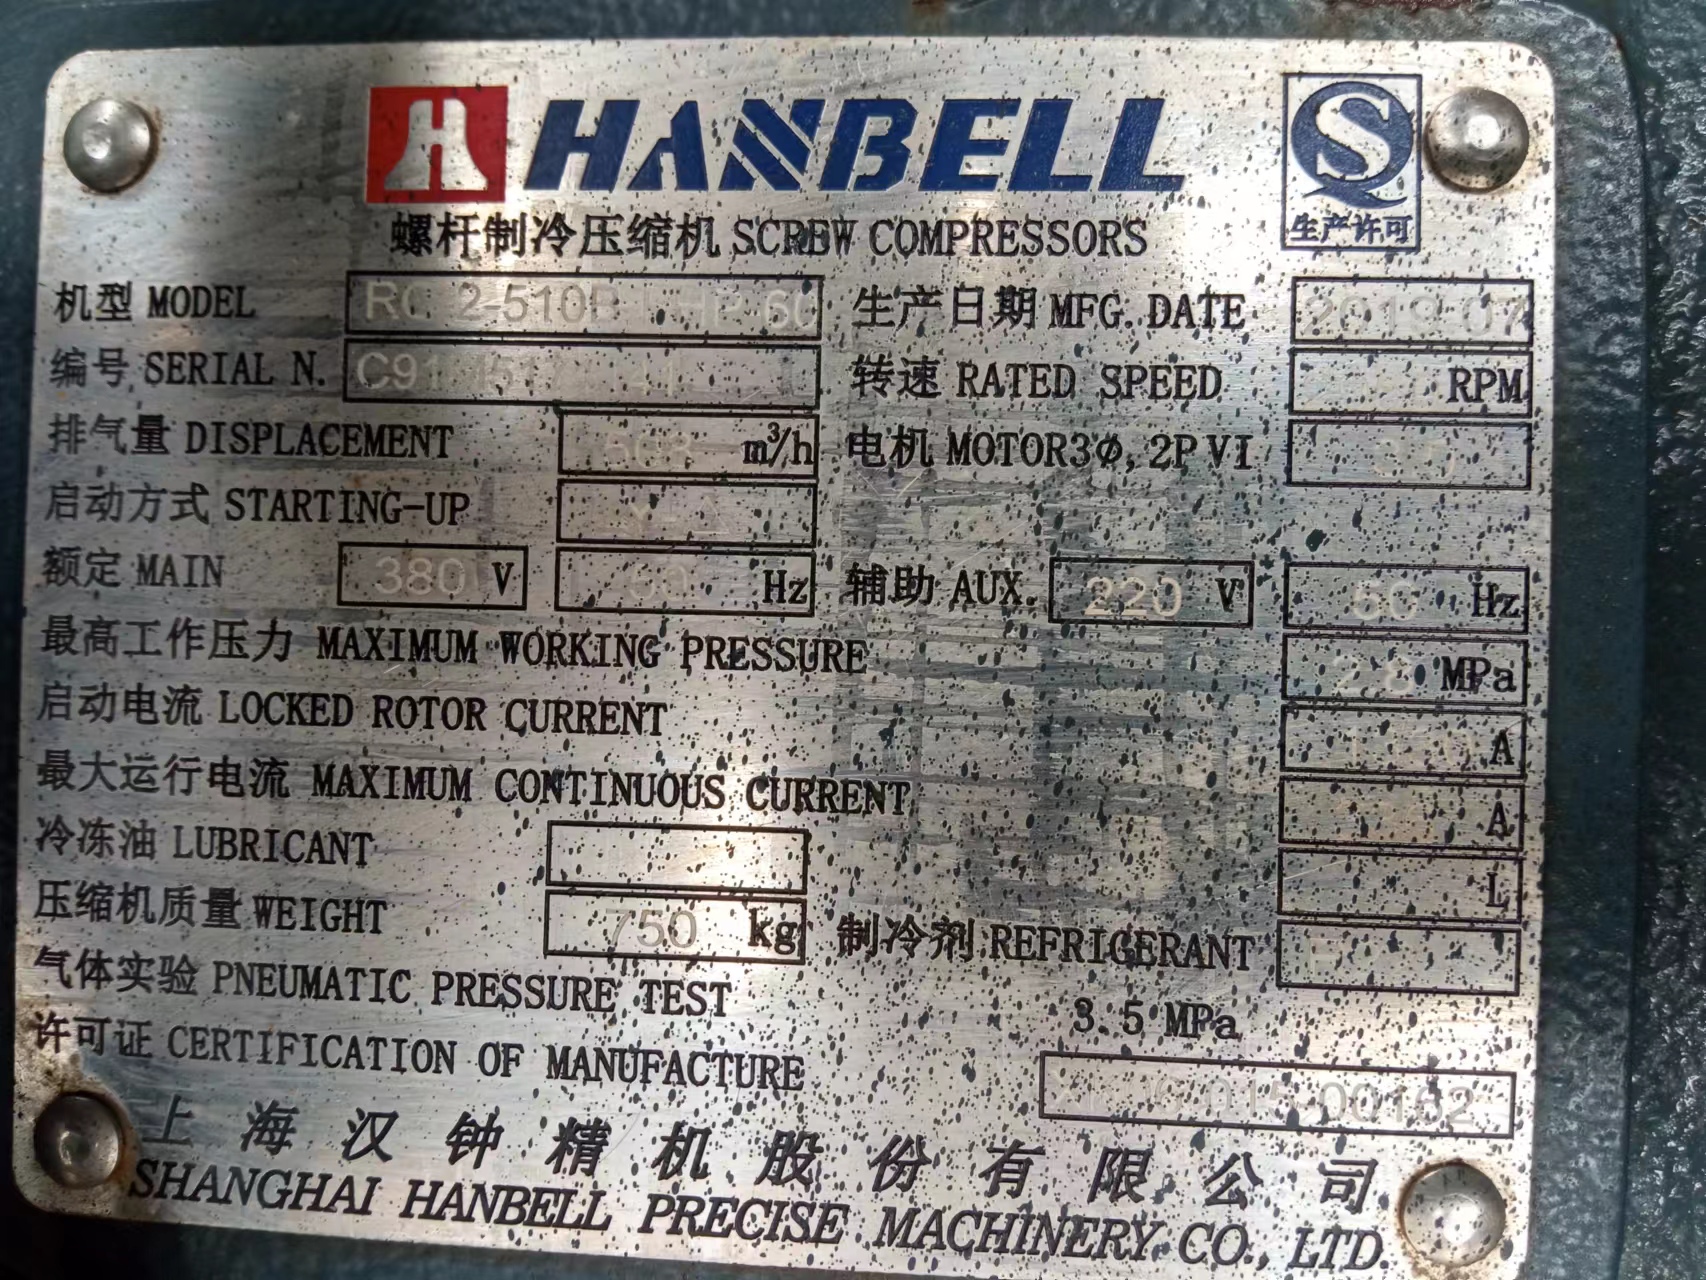 HANBELL
S
生产许可
螺杆制冷压缩机 SCREW COMPRESSORS
机型 MODEL 生产日期 MFG. DATE
编号 SERIAL N. 转速 RATED SPEED RPM
排气量 DISPLACEMENT m³/h 电机 MOTOR3Φ, 2P VI
启动方式 STARTING-UP
额定 MAIN 380 V 50 Hz 辅助 AUX. 220 V Hz
最高工作压力 MAXIMUM WORKING PRESSURE 2.8 MPa
启动电流 LOCKED ROTOR CURRENT A
最大运行电流 MAXIMUM CONTINUOUS CURRENT A
冷冻油 LUBRICANT L
压缩机质量 WEIGHT 750 kg 制冷剂 REFRIGERANT
气体实验 PNEUMATIC PRESSURE TEST 3.5 MPa
许可证 CERTIFICATION OF MANUFACTURE
上海汉钟精机股份有限公司
SHANGHAI HANBELL PRECISE MACHINERY CO., LTD.